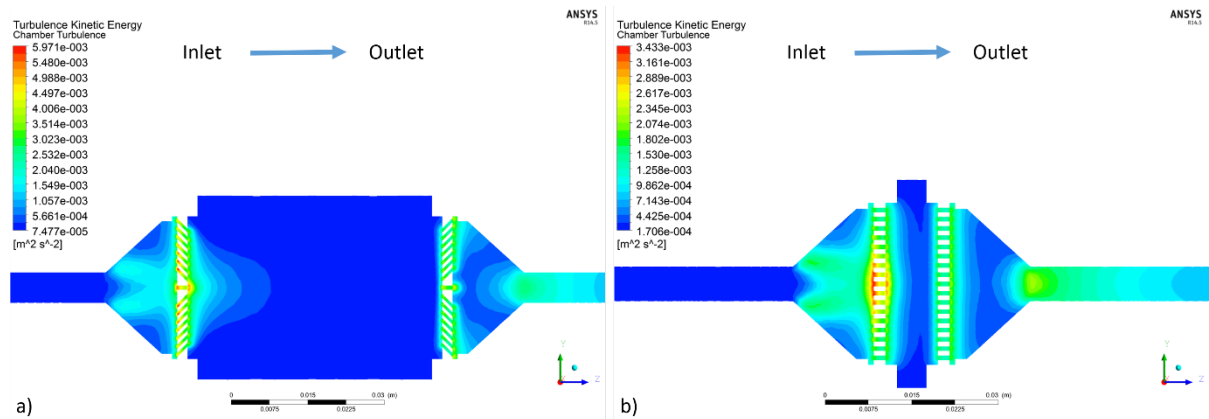 Turbulence Kinetic Energy
Chamber Turbulence
5.971e-003
5.480e-003
4.988e-003
4.497e-003
4.006e-003
3.514e-003
3.023e-003
2.532e-003
2.040e-003
1.549e-003
1.057e-003
5.661e-004
7.477e-005
[m^2 s^-2]
Inlet
Outlet
ANSYS
R14.5
0
0.015
0.03 (m)
0.0075
0.0225
Y
Z
a)
Turbulence Kinetic Energy
Chamber Turbulence
3.433e-003
3.161e-003
2.889e-003
2.617e-003
2.345e-003
2.074e-003
1.802e-003
1.530e-003
1.258e-003
9.862e-004
7.143e-004
4.425e-004
1.706e-004
[m^2 s^-2]
Inlet
Outlet
ANSYS
R14.5
0
0.015
0.03 (m)
0.0075
0.0225
Y
Z
b)